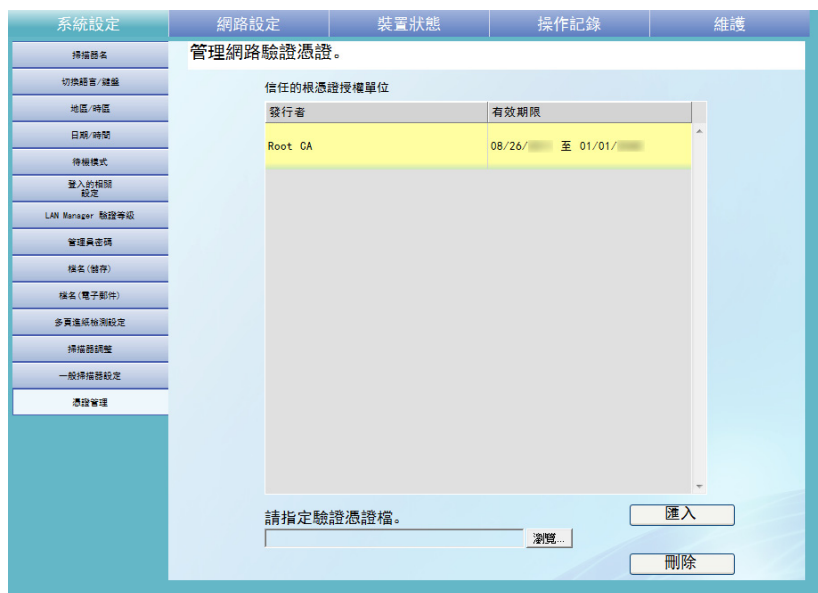 系統設定
網路設定
裝置狀態
操作記錄
維護
掃描器名
切換語言/鍵盤
地區/時區
日期/時間
待機模式
登入的相關
設定
LAN Manager 驗證等級
管理員密碼
檔名(儲存)
檔名(電子郵件)
多頁進紙檢測設定
掃描器調整
一般掃描器設定
憑證管理
管理網路驗證憑證。
信任的根憑證授權單位
發行者 有效期限
Root CA 08/26/ 至 01/01/
請指定驗證憑證檔。
瀏覽...
匯入
刪除